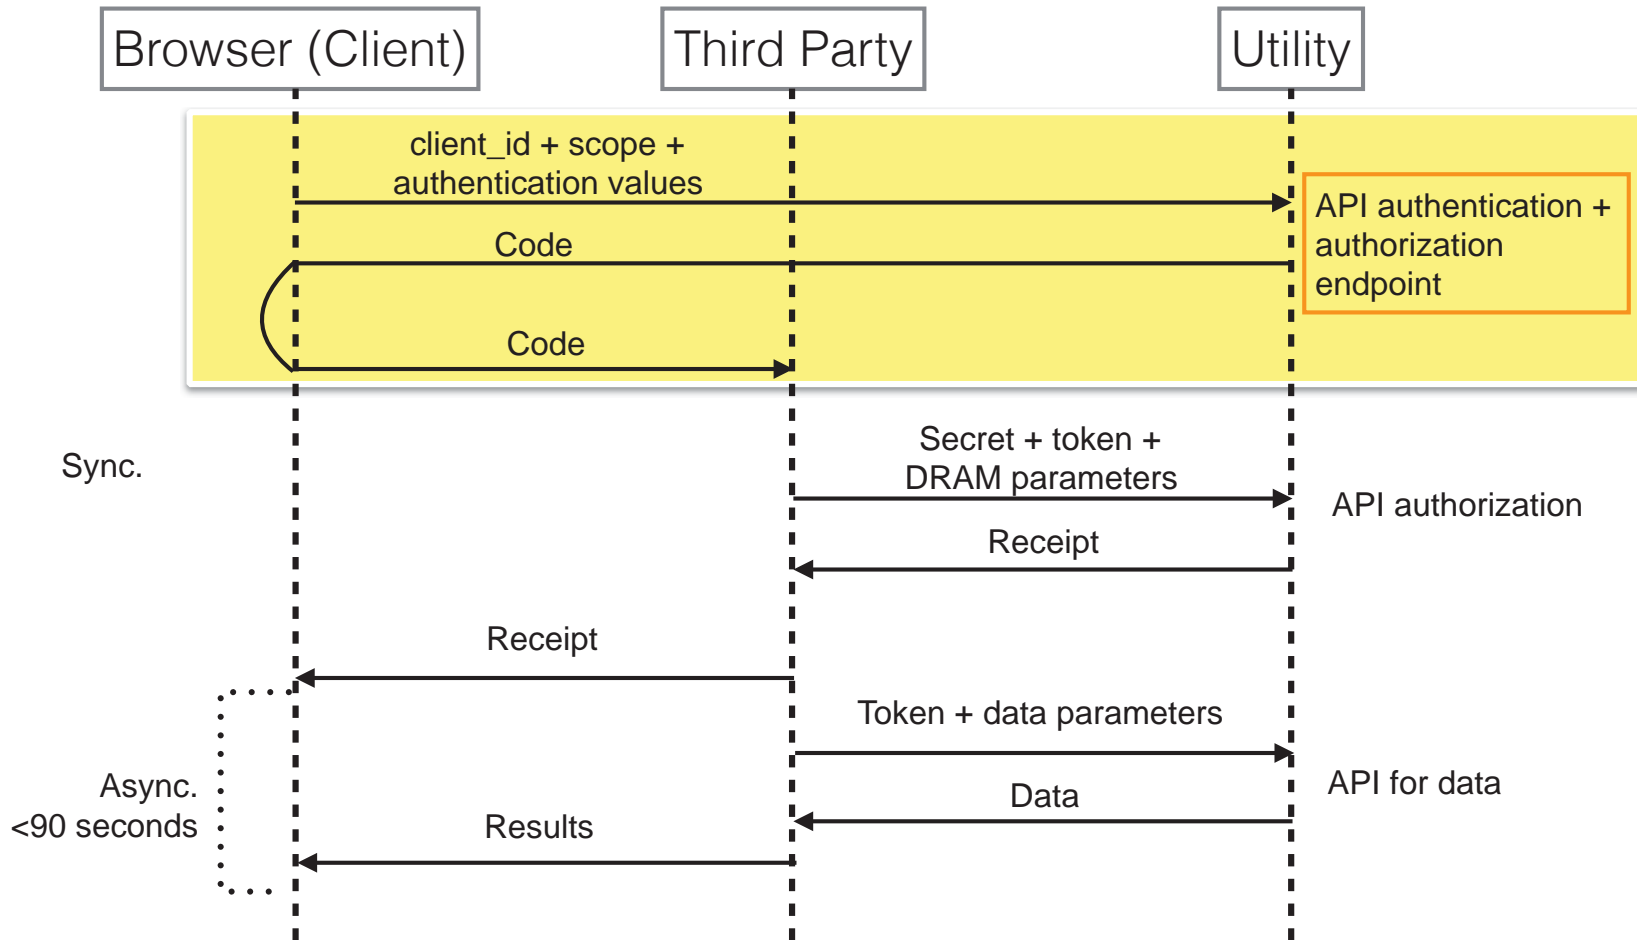 Browser (Client)
Third Party
Utility
client_id + scope +
authentication values
API authentication +
authorization
endpoint
Code
Code
Sync.
Secret + token +
DRAM parameters
API authorization
Receipt
Receipt
Token + data parameters
Async.
<90 seconds
API for data
Data
Results